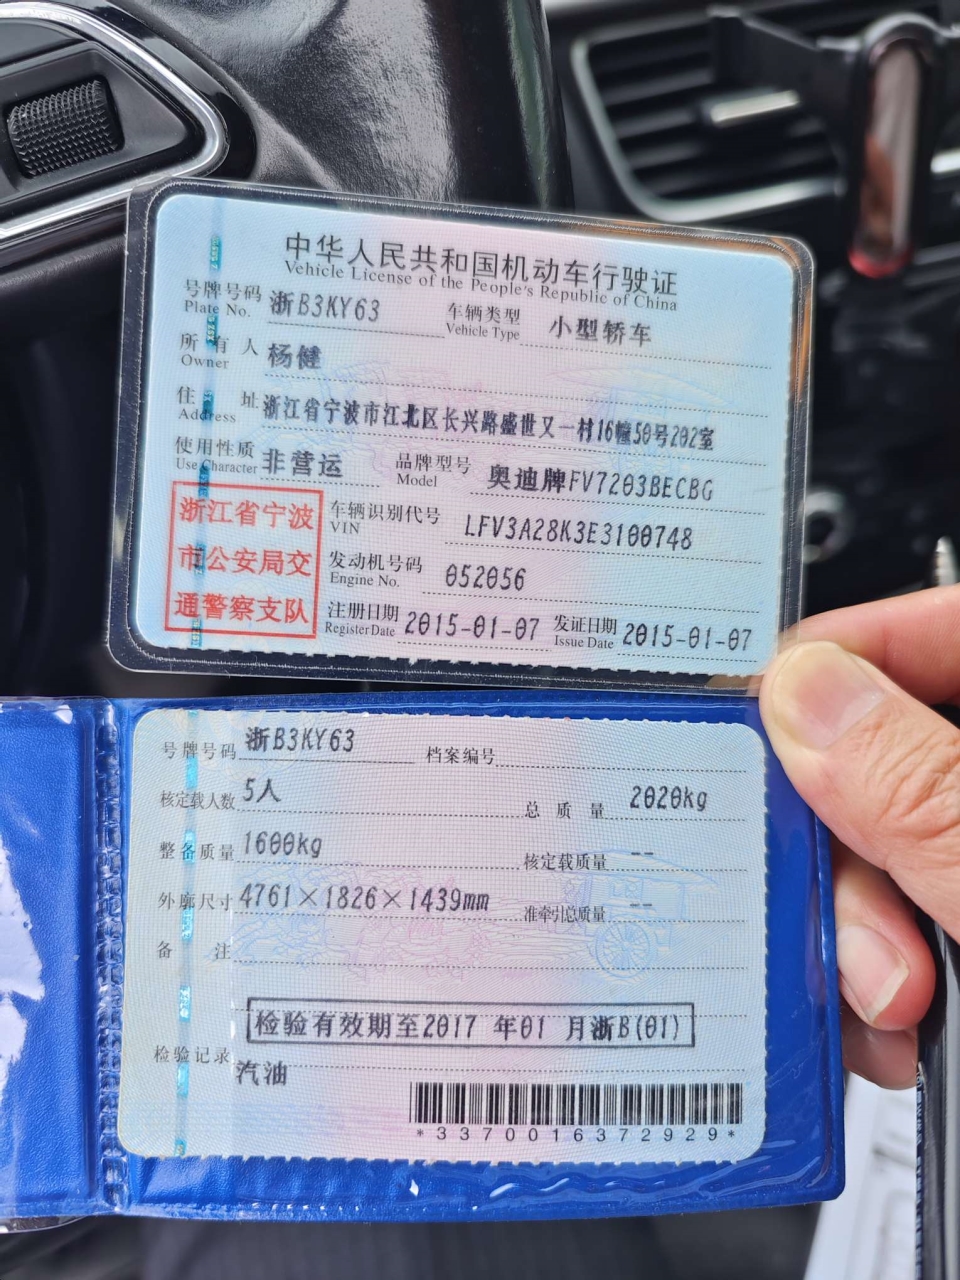 中华人民共和国机动车行驶证
Vehicle License of the People's Republic of China
号牌号码 浙B3KY63 车辆类型 小型轿车
Plate No. Vehicle Type
所有人 杨健
Owner
住址 浙江省宁波市江北区长兴路盛世又一村16幢50号202室
Address
使用性质 非营运 品牌型号 奥迪牌FV7203BECBG
Use Character Model
浙江省宁波
市公安局交
通警察支队
车辆识别代号 LFV3A28K3E3100748
VIN
发动机号码 052056
Engine No.
注册日期 2015-01-07 发证日期 2015-01-07
Register Date Issue Date
号牌号码 浙B3KY63 档案编号
核定载人数 5人 总质量 2020kg
整备质量 1600kg 核定载质量 --
外廓尺寸 4761×1826×1439mm 准牵引总质量 --
备注
检验有效期至2017 年01 月浙B(01)
检验记录
汽油
*3370016372929*